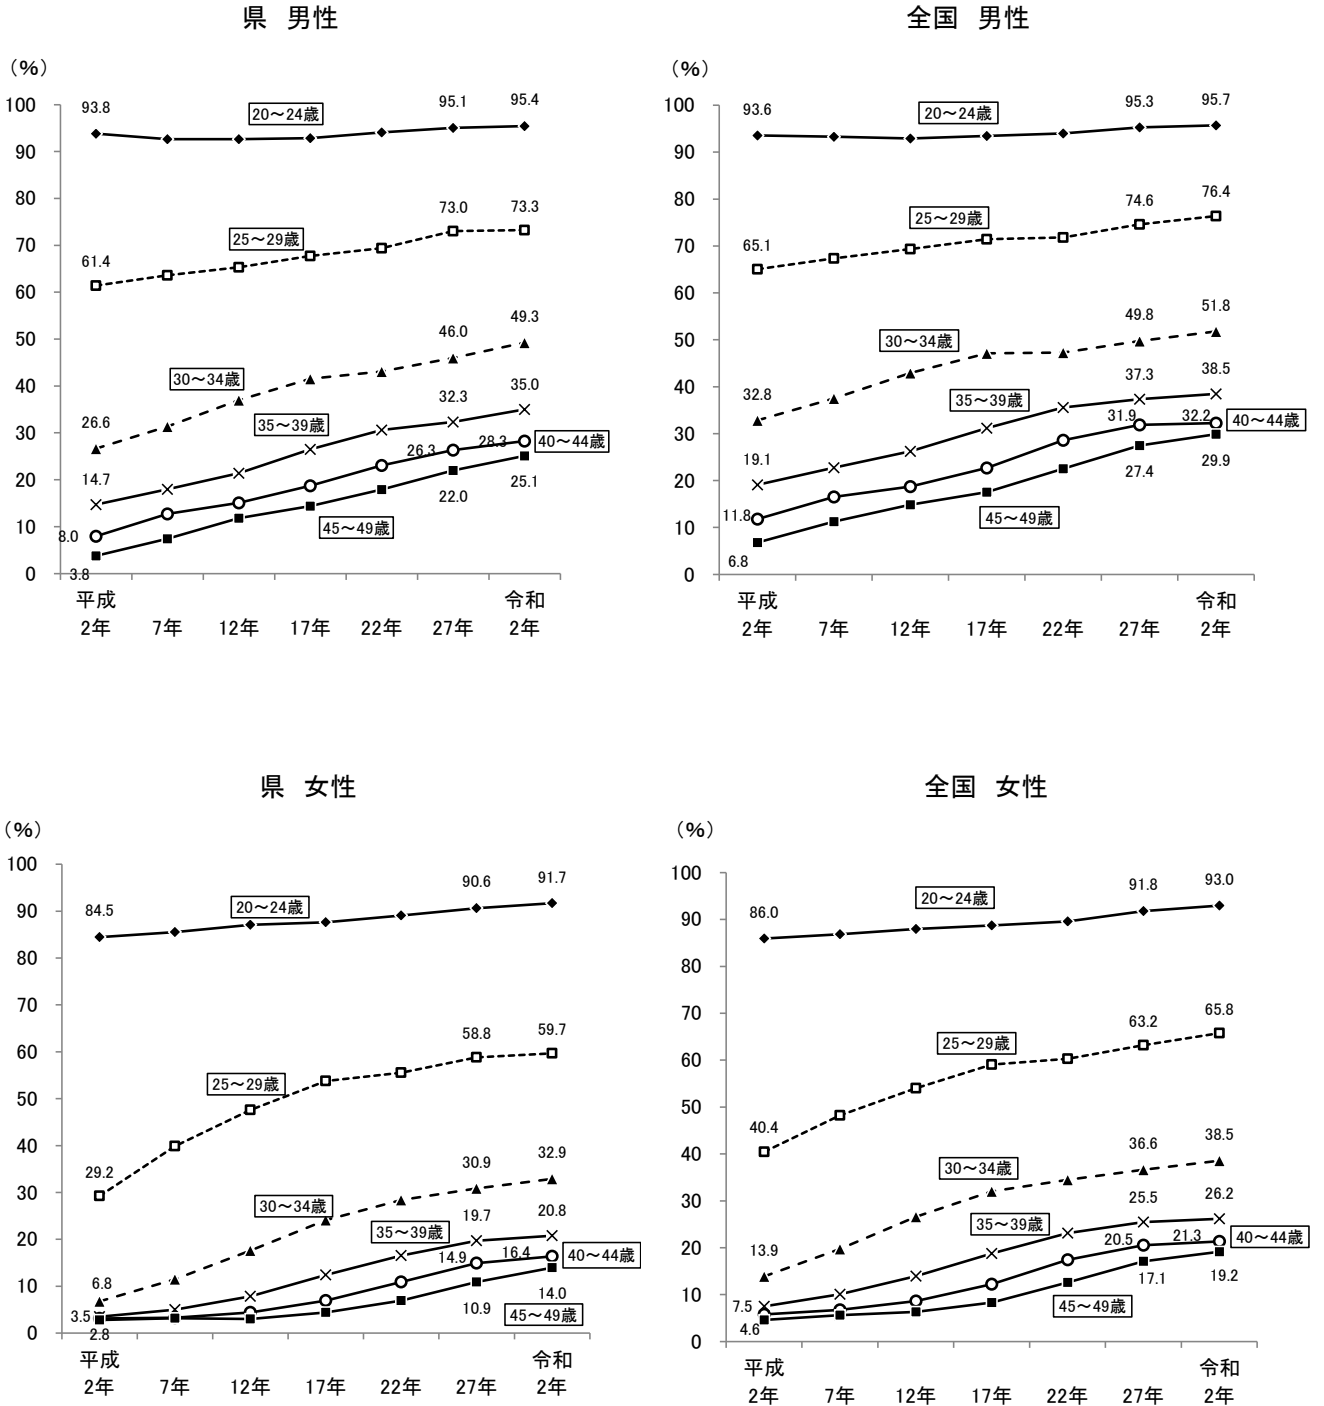 県　男性
（％）
100
90
80
70
60
50
40
30
20
10
0
93.8
20～24歳
95.1
95.4
61.4
25～29歳
73.0
73.3
26.6
30～34歳
46.0
49.3
14.7
35～39歳
32.3
35.0
8.0
26.3
28.3
40～44歳
3.8
45～49歳
22.0
25.1
平成
令和
2年 7年 12年 17年 22年 27年 2年
全国　男性
（％）
100
90
80
70
60
50
40
30
20
10
0
93.6
20～24歳
95.3
95.7
65.1
25～29歳
74.6
76.4
32.8
30～34歳
49.8
51.8
19.1
35～39歳
37.3
38.5
11.8
31.9
32.2
40～44歳
6.8
45～49歳
27.4
29.9
平成
令和
2年 7年 12年 17年 22年 27年 2年
県　女性
（％）
100
90
80
70
60
50
40
30
20
10
0
84.5
20～24歳
90.6
91.7
29.2
25～29歳
58.8
59.7
6.8
30～34歳
30.9
32.9
3.5
35～39歳
19.7
20.8
14.9
16.4
40～44歳
2.8
10.9
14.0
45～49歳
平成
令和
2年 7年 12年 17年 22年 27年 2年
全国　女性
（％）
100
90
80
70
60
50
40
30
20
10
0
86.0
20～24歳
91.8
93.0
40.4
25～29歳
63.2
65.8
13.9
30～34歳
36.6
38.5
7.5
35～39歳
25.5
26.2
20.5
21.3
40～44歳
4.6
45～49歳
17.1
19.2
平成
令和
2年 7年 12年 17年 22年 27年 2年